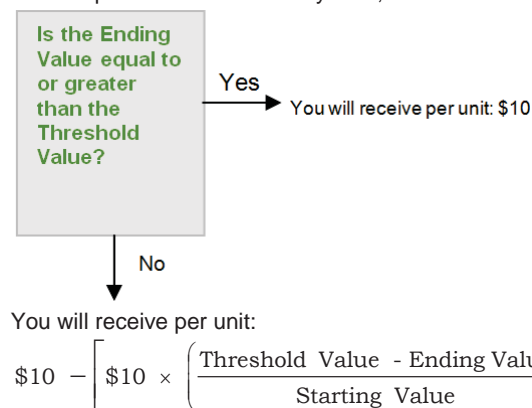 Is the Ending
Value equal to
or greater
than the
Threshold
Value?
Yes
You will receive per unit: $10
No
You will receive per unit:
$10 − [ $10 × ( Threshold Value - Ending
Starting Value